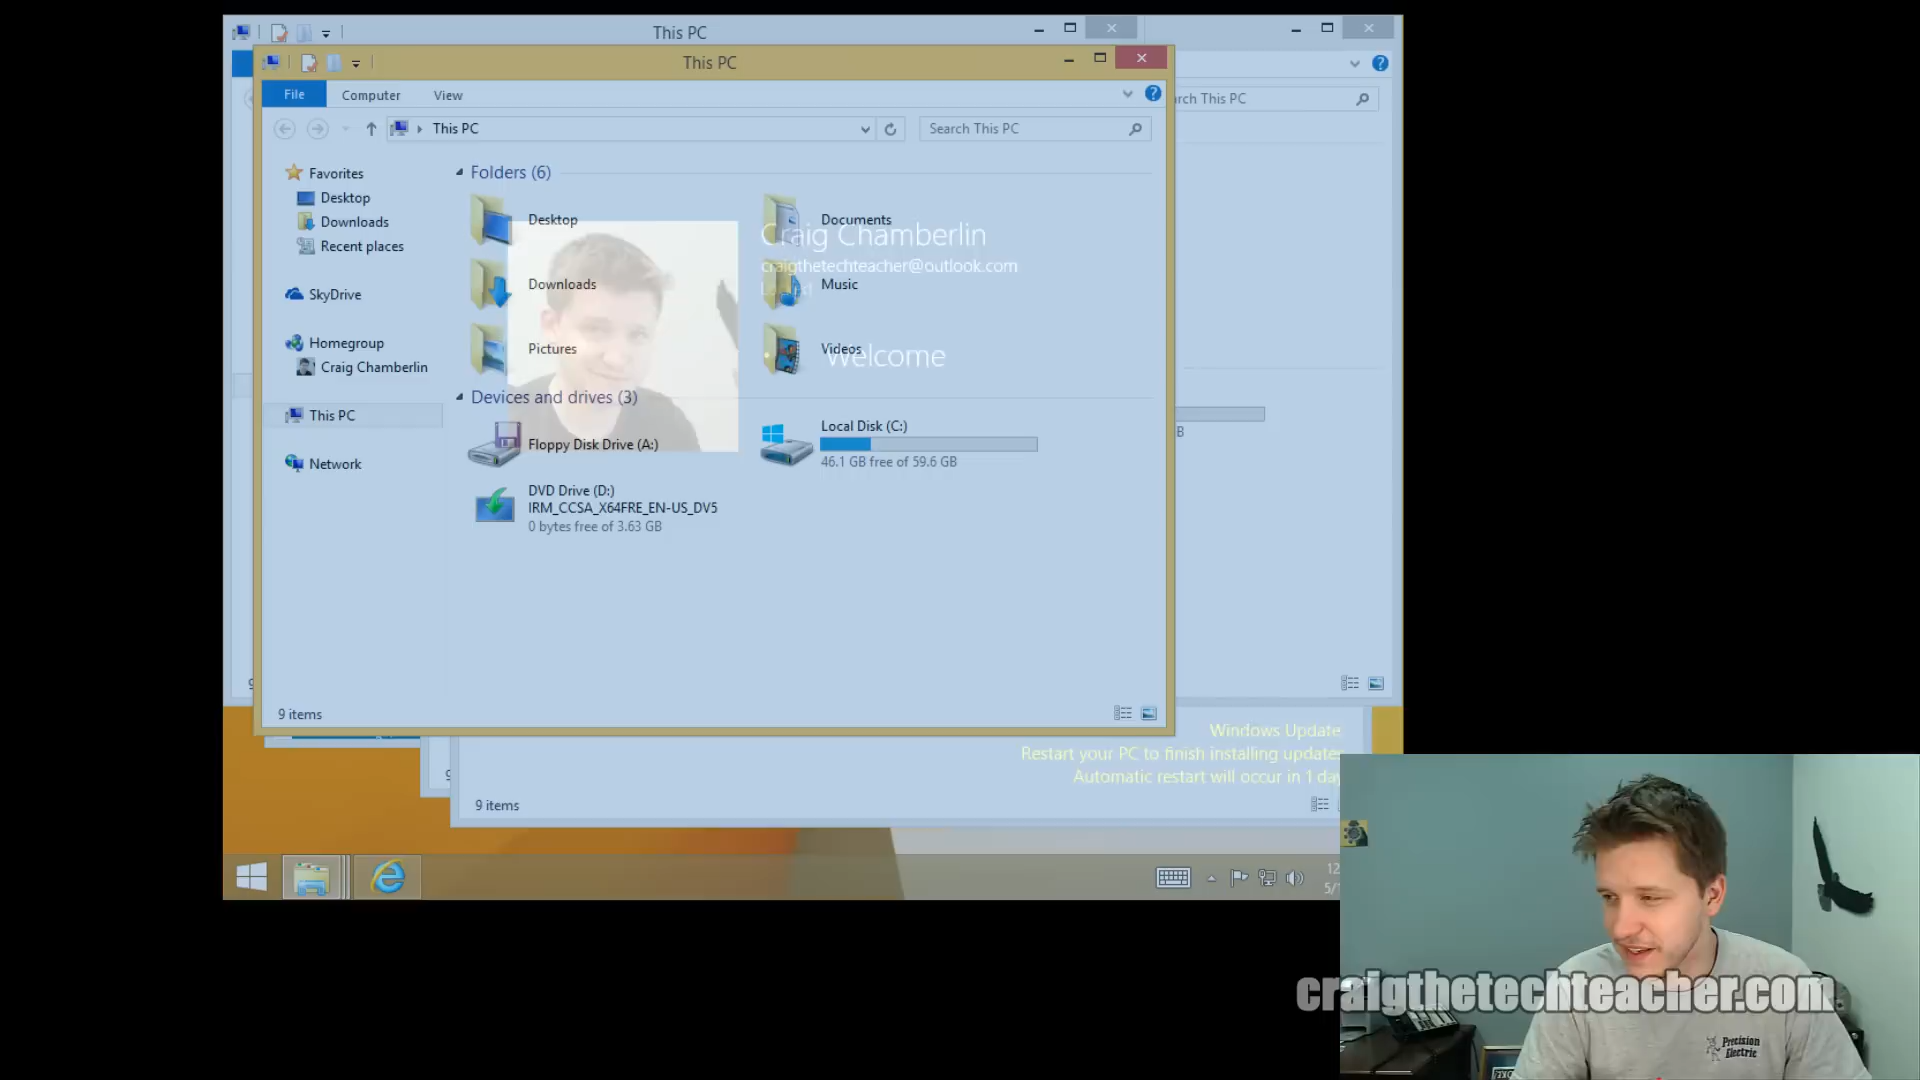 This PC
This PC
File
Computer
View
rch This PC
This PC
Search This PC
Favorites
Desktop
Downloads
Recent places
SkyDrive
Homegroup
Craig Chamberlin
This PC
Network
Folders (6)
Desktop
Documents
Craig Chamberlin
craigthetechteacher@outlook.com
Downloads
Music
Pictures
Videos
Welcome
Devices and drives (3)
Floppy Disk Drive (A:)
Local Disk (C:)
46.1 GB free of 59.6 GB
B
DVD Drive (D:)
IRM_CCSA_X64FRE_EN-US_DV5
0 bytes free of 3.63 GB
9 items
Windows Update
Restart your PC to finish installing updates
Automatic restart will occur in 1 day
9 items
12
5/
craigthetechteacher.com
Precision
Electric